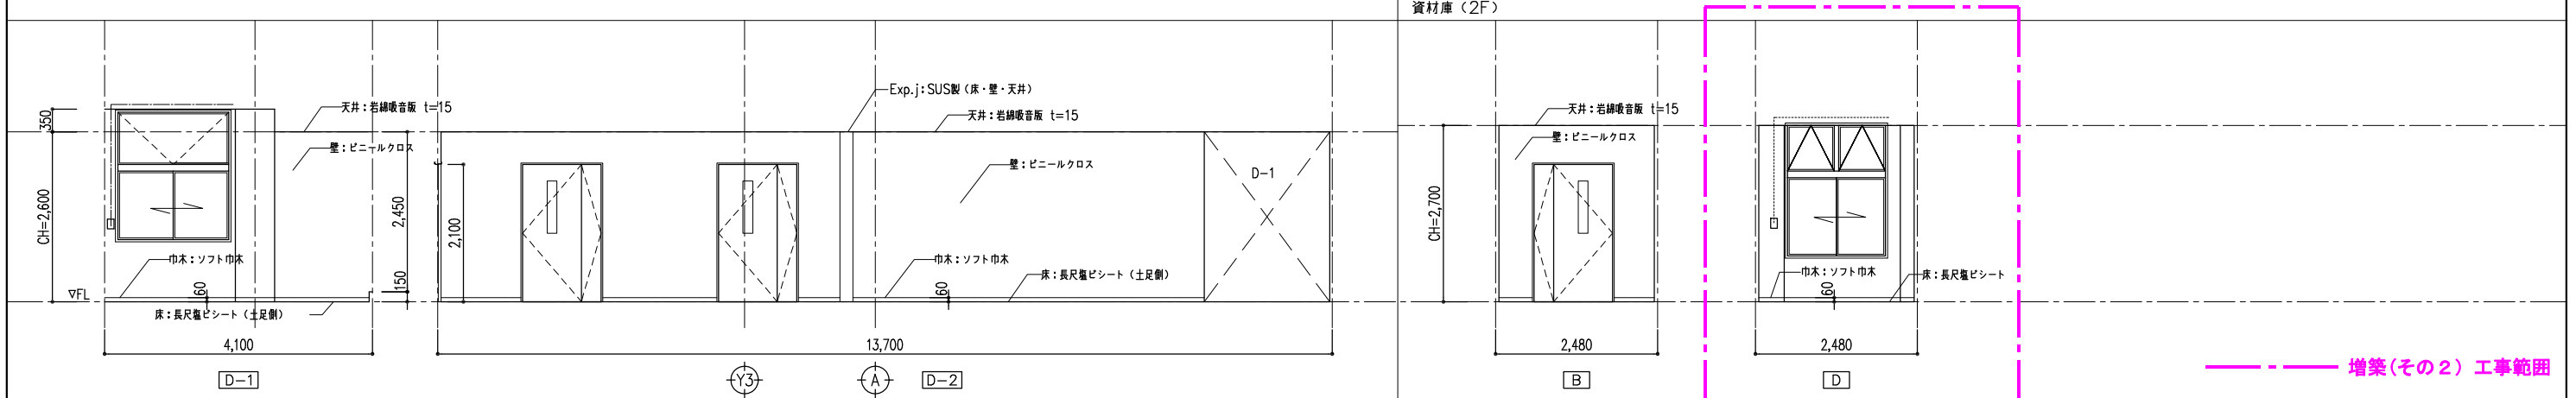 資材庫（2F）
Exp.j：SUS製（床・壁・天井）
天井：岩綿吸音版 t=15
天井：岩綿吸音版 t=15
天井：岩綿吸音版 t=15
350
壁：ビニールクロス
壁：ビニールクロス
壁：ビニールクロス
D-1
CH=2,600
2,450
2,100
CH=2,700
巾木：ソフト巾木
巾木：ソフト巾木
床：長尺塩ビシート（土足側）
巾木：ソフト巾木
床：長尺塩ビシート
▽FL
60
150
60
60
床：長尺塩ビシート（土足側）
4,100
13,700
2,480
2,480
D-1
Y3
A
D-2
B
D
増築(その２) 工事範囲